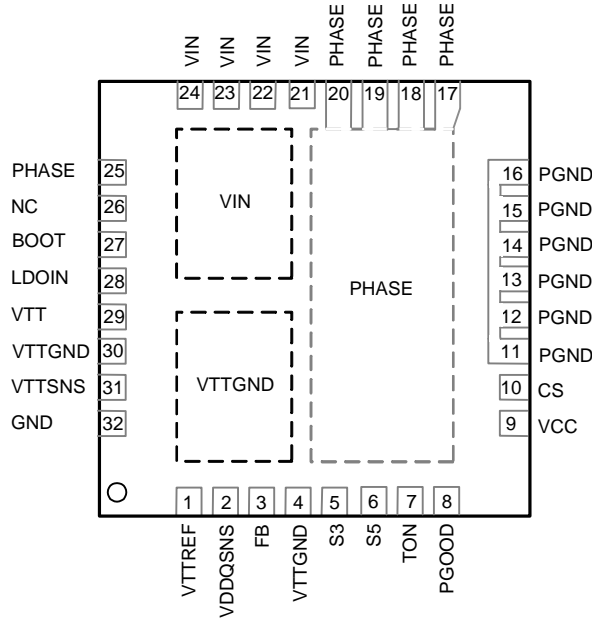 VIN VIN VIN VIN PHASE PHASE PHASE PHASE
24 23 22 21 20 19 18 17
PHASE 25
NC 26
BOOT 27
LDOIN 28
VTT 29
VTTGND 30
VTTSNS 31
GND 32
VIN
VTTGND
PHASE
16 PGND
15 PGND
14 PGND
13 PGND
12 PGND
11 PGND
10 CS
9 VCC
1 2 3 4 5 6 7 8
VTTREF VDDQSNS FB VTTGND S3 S5 TON PGOOD